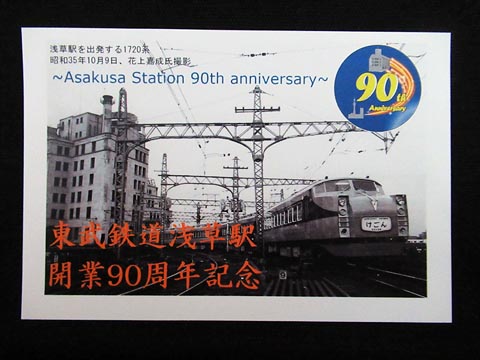 浅草駅を出発する1720系
昭和35年10月9日、花上嘉成氏撮影
~Asakusa Station 90th anniversary~
90th
Anniversary
けごん
東武鉄道浅草駅
開業90周年記念